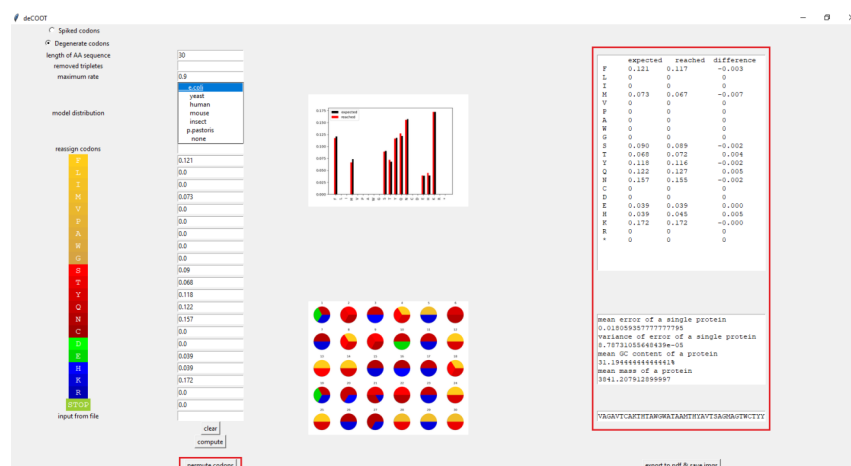 deCOOT
Spiked codons
Degenerate codons
length of AA sequence
30
removed tripletes
maximum rate
0.9
model distribution
e.coli
yeast
human
mouse
insect
p.pastoris
none
reassign codons
F 0.121
L 0.0
I 0.0
M 0.073
V 0.0
P 0.0
A 0.0
W 0.0
G 0.0
S 0.09
T 0.068
Y 0.118
Q 0.122
N 0.157
C 0.0
D 0.0
E 0.039
H 0.039
K 0.172
R 0.0
STOP 0.0
input from file
clear
compute
permute codons
expected
reached
expected reached difference
F 0.121 0.117 -0.003
L 0 0 0
I 0 0 0
M 0.073 0.067 -0.007
V 0 0 0
P 0 0 0
A 0 0 0
W 0 0 0
G 0 0 0
S 0.090 0.089 -0.002
T 0.068 0.072 0.004
Y 0.118 0.116 -0.002
Q 0.122 0.127 0.005
N 0.157 0.155 -0.002
C 0 0 0
D 0 0 0
E 0.039 0.039 0.000
H 0.039 0.045 0.005
K 0.172 0.172 -0.000
R 0 0 0
* 0 0 0
mean error of a single protein
0.018059357777777795
variance of error of a single protein
8.78731055648439e-05
mean GC content of a protein
31.19444444444441%
mean mass of a protein
3841.207912899997
VAGAVTCAKTHTAWGWATAAMTHYAVTSAGMAGTWCTYY
export to pdf & save imgs